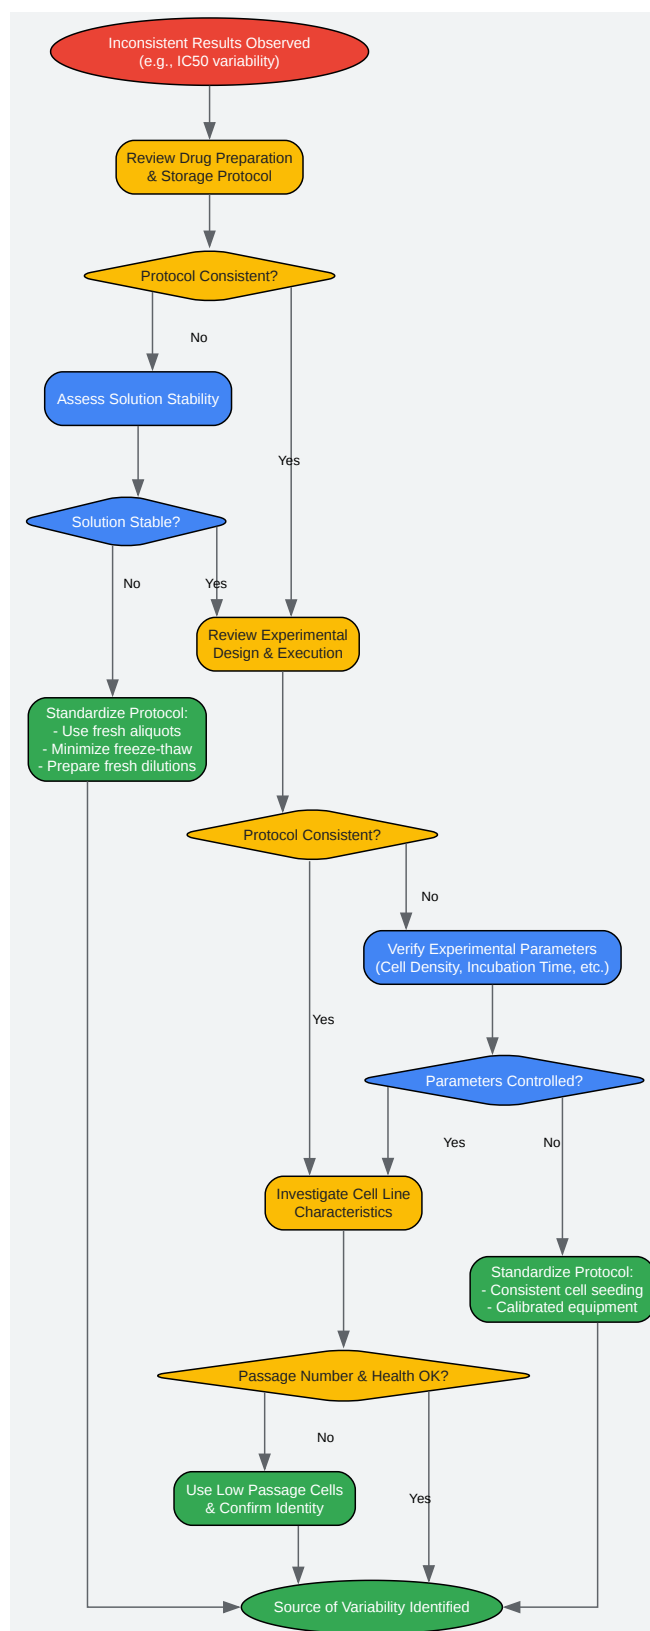 Inconsistent Results Observed
(e.g., IC50 variability)
Review Drug Preparation
& Storage Protocol
Protocol Consistent?
No
Assess Solution Stability
Yes
Solution Stable?
No
Yes
Review Experimental
Design & Execution
Standardize Protocol:
- Use fresh aliquots
- Minimize freeze-thaw
- Prepare fresh dilutions
Protocol Consistent?
No
Verify Experimental Parameters
(Cell Density, Incubation Time, etc.)
Yes
Parameters Controlled?
Yes
No
Investigate Cell Line
Characteristics
Standardize Protocol:
- Consistent cell seeding
- Calibrated equipment
Passage Number & Health OK?
No
Use Low Passage Cells
& Confirm Identity
Yes
Source of Variability Identified